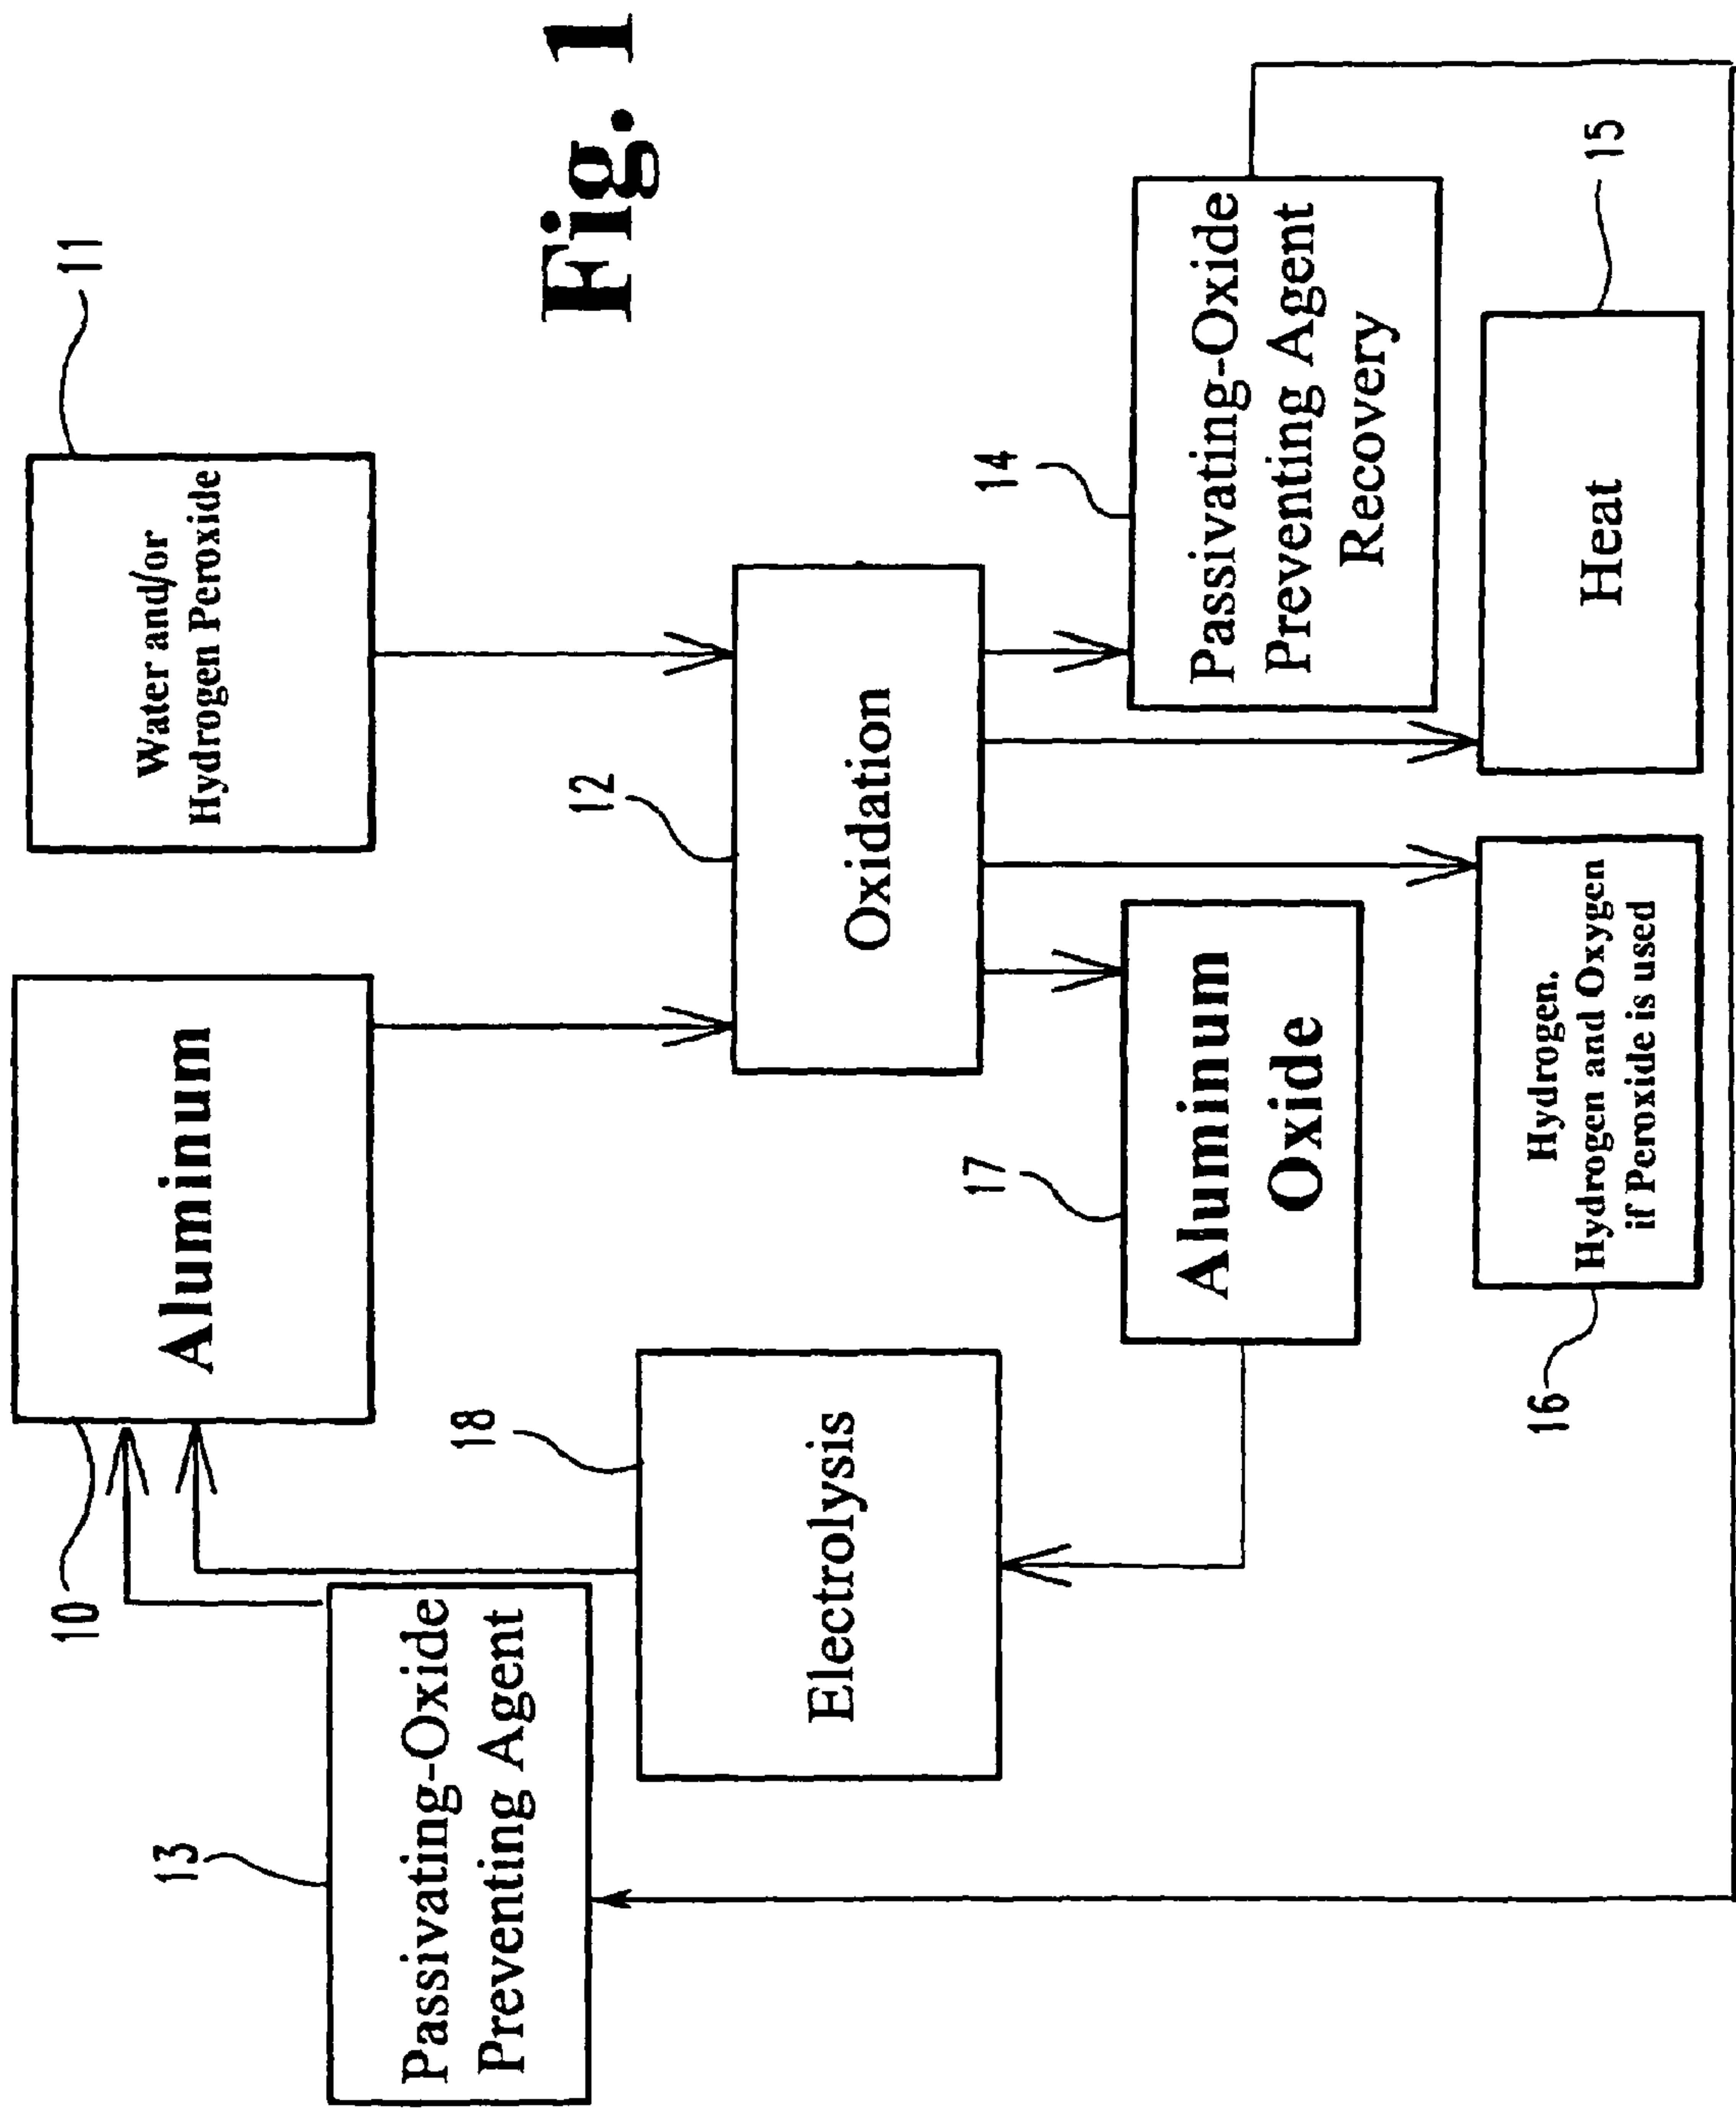 13
Passivating-Oxide
Preventing Agent
10
Aluminum
11
Water and/or
Hydrogen Peroxide
18
Electrolysis
12
Oxidation
Fig. 1
17
Aluminum
Oxide
14
Passivating-Oxide
Preventing Agent
Recovery
16
Hydrogen.
Hydrogen and Oxygen
if Peroxide is used
Heat
15